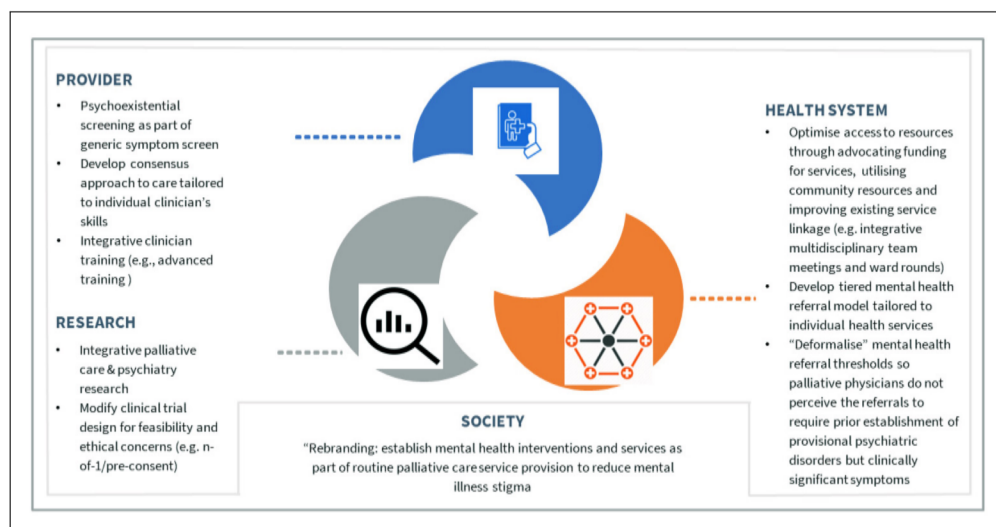 PROVIDER
• Psychoexistential
screening as part of
generic symptom screen
• Develop consensus
approach to care tailored
to individual clinician's
skills
• Integrative clinician
training (e.g., advanced
training )
RESEARCH
• Integrative palliative
care & psychiatry
research
• Modify clinical trial
design for feasibility and
ethical concerns (e.g. n-
of-1/pre-consent)
SOCIETY
"Rebranding: establish mental health interventions and services as
part of routine palliative care service provision to reduce mental
illness stigma
HEALTH SYSTEM
• Optimise access to resources
through advocating funding
for services, utilising
community resources and
improving existing service
linkage (e.g. integrative
multidisciplinary team
meetings and ward rounds)
• Develop tiered mental health
referral model tailored to
individual health services
• "Deformalise" mental health
referral thresholds so
palliative physicians do not
perceive the referrals to
require prior establishment of
provisional psychiatric
disorders but clinically
significant symptoms